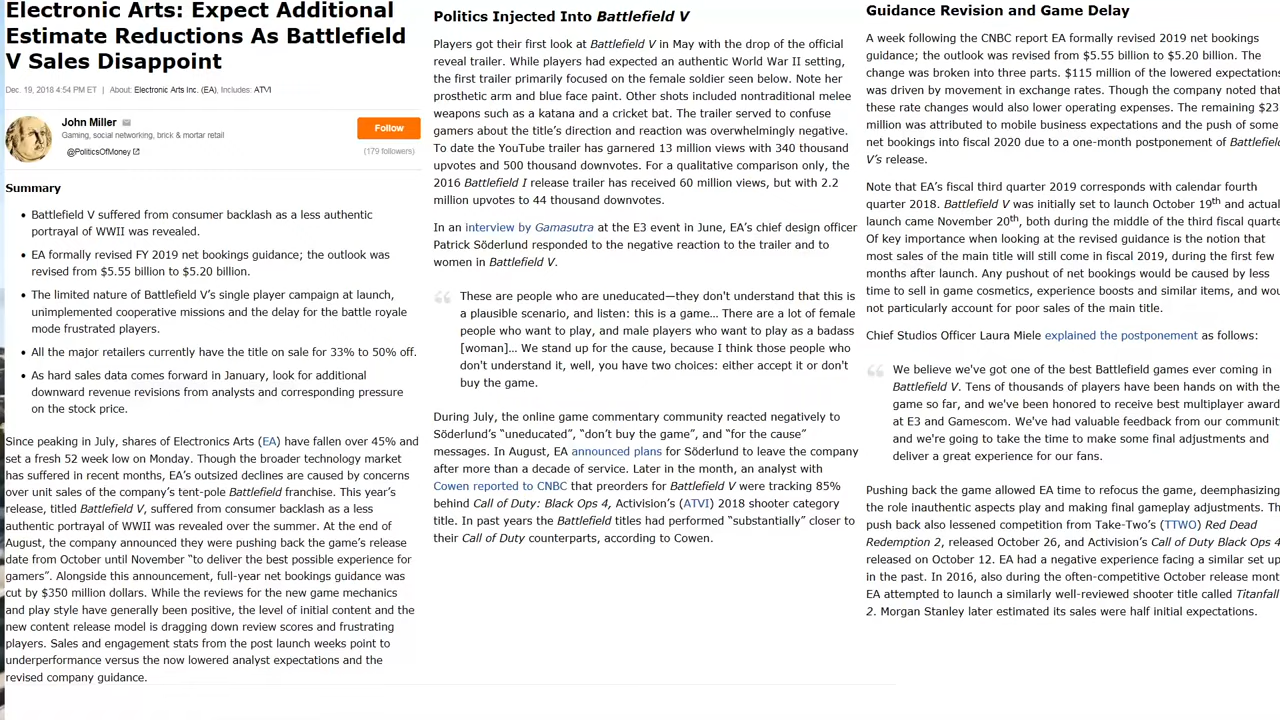 Electronic Arts: Expect Additional
Estimate Reductions As Battlefield
V Sales Disappoint
Dec. 19, 2018 4:54 PM ET | About: Electronic Arts Inc. (EA), Includes: ATVI
John Miller
Gaming, social networking, brick & mortar retail
@PoliticsOfMoney
Follow
(179 followers)
Summary
• Battlefield V suffered from consumer backlash as a less authentic
portrayal of WWII was revealed.
• EA formally revised FY 2019 net bookings guidance; the outlook was
revised from $5.55 billion to $5.20 billion.
• The limited nature of Battlefield V's single player campaign at launch,
unimplemented cooperative missions and the delay for the battle royale
mode frustrated players.
• All the major retailers currently have the title on sale for 33% to 50% off.
• As hard sales data comes forward in January, look for additional
downward revenue revisions from analysts and corresponding pressure
on the stock price.
Since peaking in July, shares of Electronics Arts (EA) have fallen over 45% and
set a fresh 52 week low on Monday. Though the broader technology market
has suffered in recent months, EA's outsized declines are caused by concerns
over unit sales of the company's tent-pole Battlefield franchise. This year's
release, titled Battlefield V, suffered from consumer backlash as a less
authentic portrayal of WWII was revealed over the summer. At the end of
August, the company announced they were pushing back the game's release
date from October until November "to deliver the best possible experience for
gamers". Alongside this announcement, full-year net bookings guidance was
cut by $350 million dollars. While the reviews for the new game mechanics
and play style have generally been positive, the level of initial content and the
new content release model is dragging down review scores and frustrating
players. Sales and engagement stats from the post launch weeks point to
underperformance versus the now lowered analyst expectations and the
revised company guidance.
Politics Injected Into Battlefield V
Players got their first look at Battlefield V in May with the drop of the official
reveal trailer. While players had expected an authentic World War II setting,
the first trailer primarily focused on the female soldier seen below. Note her
prosthetic arm and blue face paint. Other shots included nontraditional melee
weapons such as a katana and a cricket bat. The trailer served to confuse
gamers about the title's direction and reaction was overwhelmingly negative.
To date the YouTube trailer has garnered 13 million views with 340 thousand
upvotes and 500 thousand downvotes. For a qualitative comparison only, the
2016 Battlefield I release trailer has received 60 million views, but with 2.2
million upvotes to 44 thousand downvotes.
In an interview by Gamasutra at the E3 event in June, EA's chief design officer
Patrick Söderlund responded to the negative reaction to the trailer and to
women in Battlefield V.
These are people who are uneducated—they don't understand that this is
a plausible scenario, and listen: this is a game… There are a lot of female
people who want to play, and male players who want to play as a badass
[woman]… We stand up for the cause, because I think those people who
don't understand it, well, you have two choices: either accept it or don't
buy the game.
During July, the online game commentary community reacted negatively to
Söderlund's "uneducated", "don't buy the game", and "for the cause"
messages. In August, EA announced plans for Söderlund to leave the company
after more than a decade of service. Later in the month, an analyst with
Cowen reported to CNBC that preorders for Battlefield V were tracking 85%
behind Call of Duty: Black Ops 4, Activision's (ATVI) 2018 shooter category
title. In past years the Battlefield titles had performed "substantially" closer to
their Call of Duty counterparts, according to Cowen.
Guidance Revision and Game Delay
A week following the CNBC report EA formally revised 2019 net bookings
guidance; the outlook was revised from $5.55 billion to $5.20 billion. The
change was broken into three parts. $115 million of the lowered expectations
was driven by movement in exchange rates. Though the company noted that
these rate changes would also lower operating expenses. The remaining $23
million was attributed to mobile business expectations and the push of some
net bookings into fiscal 2020 due to a one-month postponement of Battlefield
V's release.
Note that EA's fiscal third quarter 2019 corresponds with calendar fourth
quarter 2018. Battlefield V was initially set to launch October 19th and actual
launch came November 20th, both during the middle of the third fiscal quarte
Of key importance when looking at the revised guidance is the notion that
most sales of the main title will still come in fiscal 2019, during the first few
months after launch. Any pushout of net bookings would be caused by less
time to sell in game cosmetics, experience boosts and similar items, and wou
not particularly account for poor sales of the main title.
Chief Studios Officer Laura Miele explained the postponement as follows:
We believe we've got one of the best Battlefield games ever coming in
Battlefield V. Tens of thousands of players have been hands on with the
game so far, and we've been honored to receive best multiplayer award
at E3 and Gamescom. We've had valuable feedback from our communit
and we're going to take the time to make some final adjustments and
deliver a great experience for our fans.
Pushing back the game allowed EA time to refocus the game, deemphasizing
the role inauthentic aspects play and making final gameplay adjustments. Th
push back also lessened competition from Take-Two's (TTWO) Red Dead
Redemption 2, released October 26, and Activision's Call of Duty Black Ops 4
released on October 12. EA had a negative experience facing a similar set up
in the past. In 2016, also during the often-competitive October release mont
EA attempted to launch a similarly well-reviewed shooter title called Titanfall
2. Morgan Stanley later estimated its sales were half initial expectations.